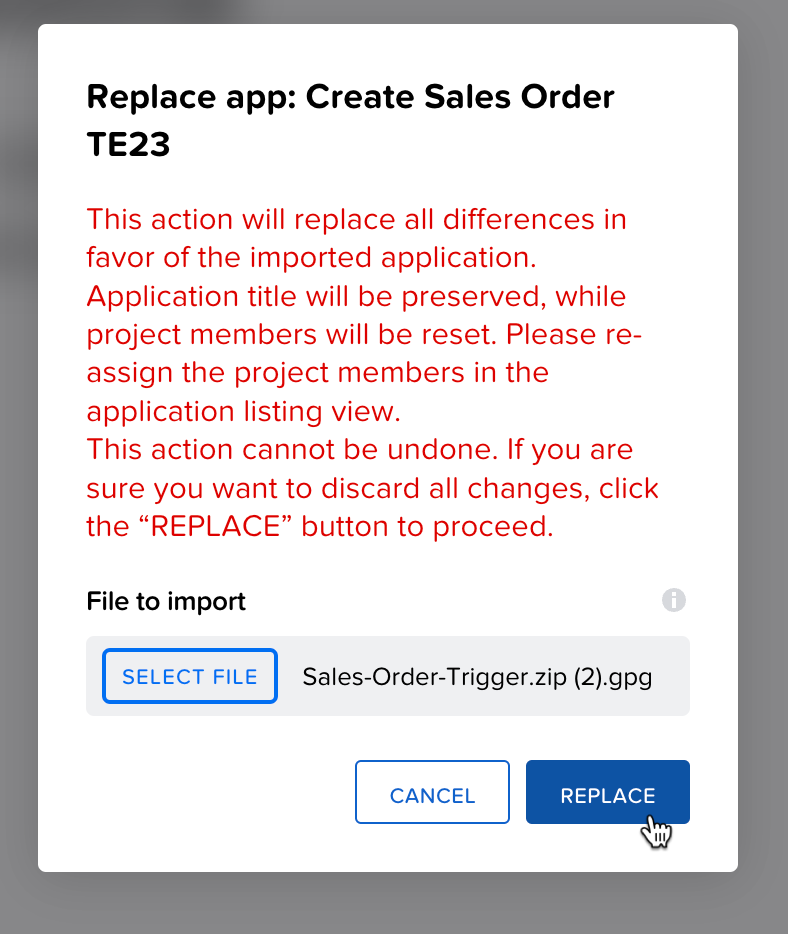 Replace app: Create Sales Order
TE23
This action will replace all differences in
favor of the imported application.
Application title will be preserved, while
project members will be reset. Please re-
assign the project members in the
application listing view.
This action cannot be undone. If you are
sure you want to discard all changes, click
the “REPLACE” button to proceed.
File to import
SELECT FILE Sales-Order-Trigger.zip (2).gpg
CANCEL REPLACE